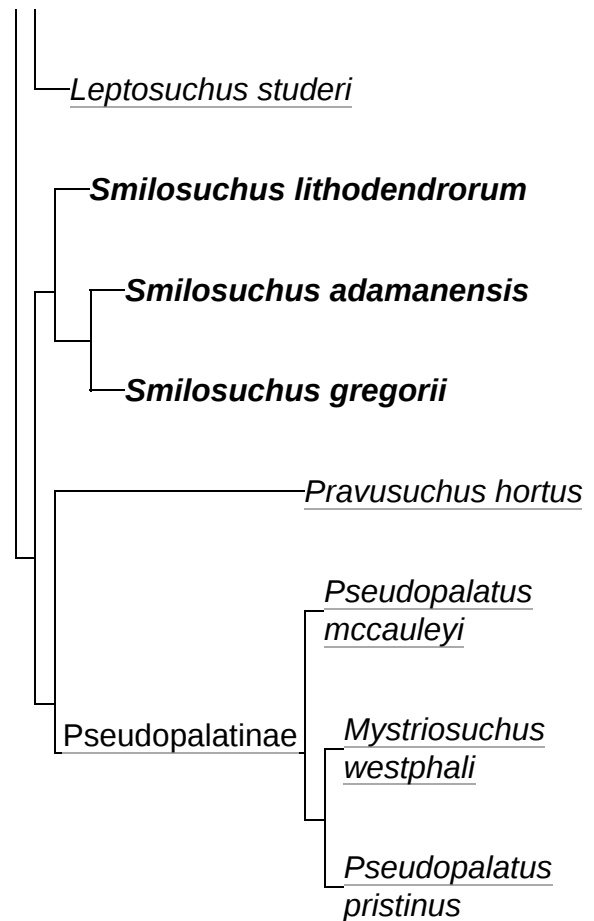 Leptosuchus studeri
Smilosuchus lithodendrorum
Smilosuchus adamanensis
Smilosuchus gregorii
Pravusuchus hortus
Pseudopalatus
mccauleyi
Pseudopalatinae
Mystriosuchus
westphali
Pseudopalatus
pristinus